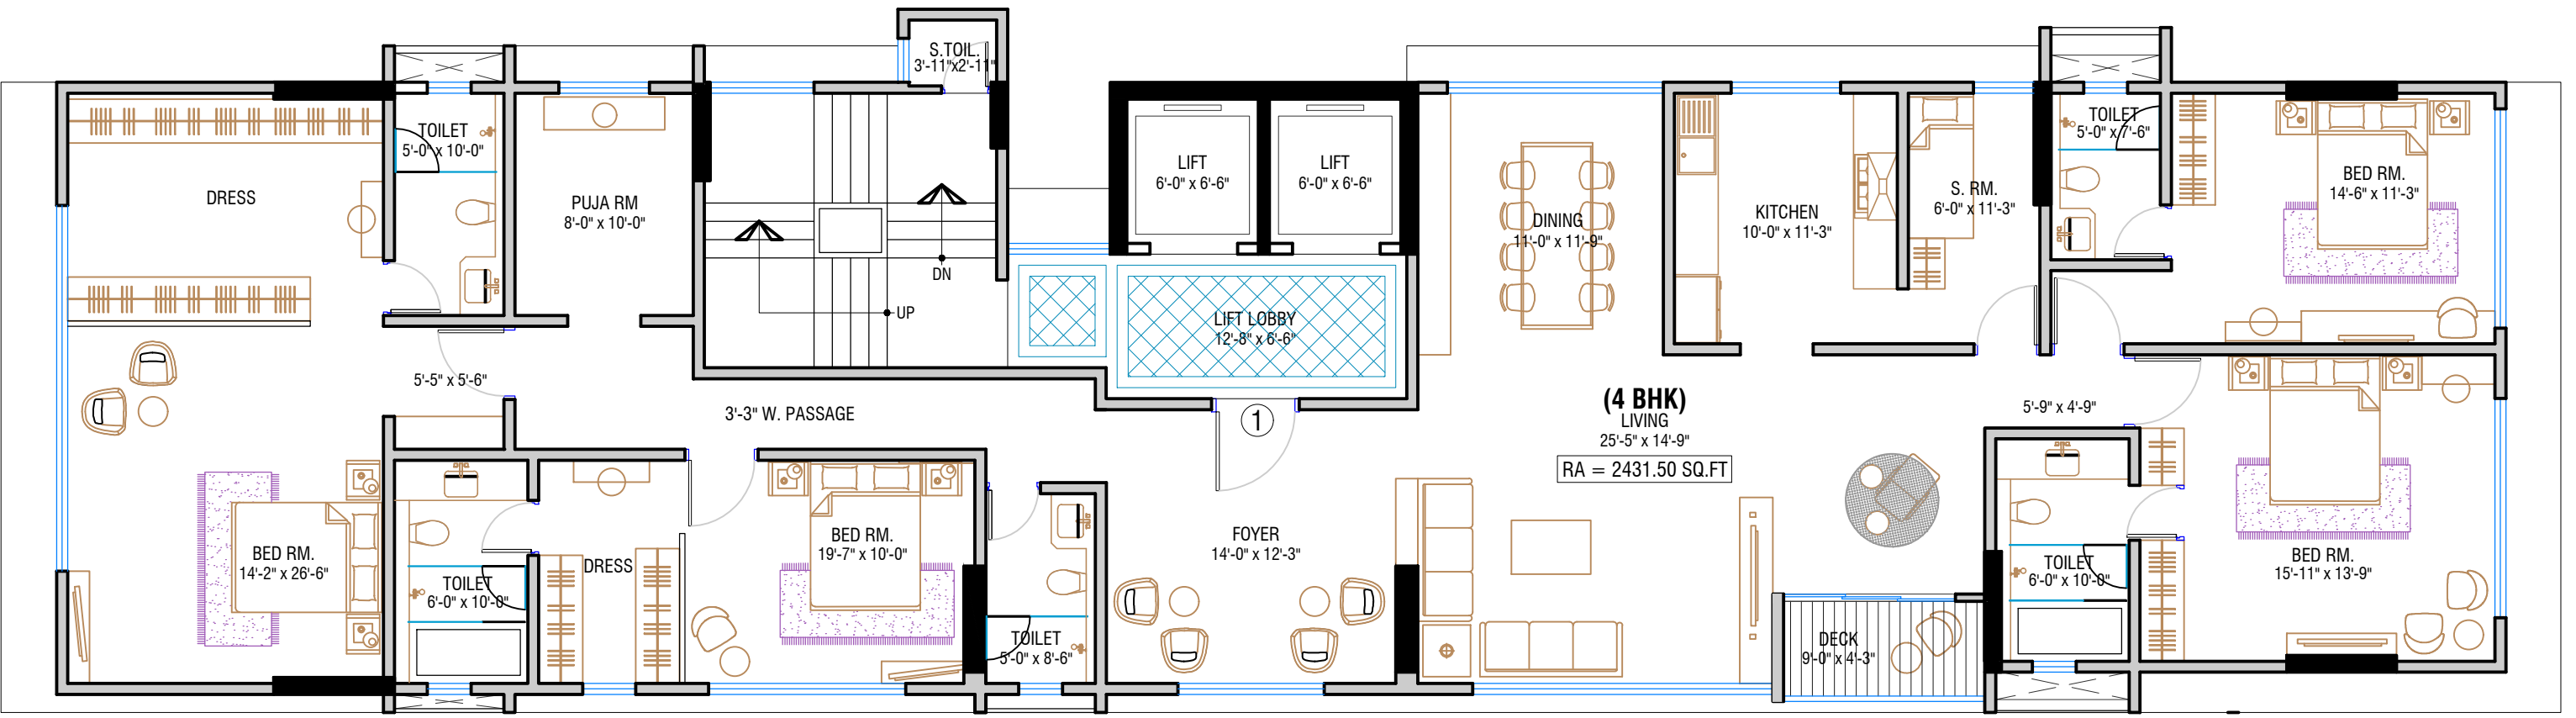 S.TOIL.
3'-11"x2'-11"
TOILET
5'-0" x 10'-0"
DRESS
PUJA RM
8'-0" x 10'-0"
DN
UP
LIFT
6'-0" x 6'-6"
LIFT
6'-0" x 6'-6"
LIFT LOBBY
12'-8" x 6'-6"
DINING
11'-0" x 11'-9"
KITCHEN
10'-0" x 11'-3"
S. RM.
6'-0" x 11'-3"
TOILET
5'-0" x 7'-6"
BED RM.
14'-6" x 11'-3"
5'-5" x 5'-6"
3'-3" W. PASSAGE
1
(4 BHK)
LIVING
25'-5" x 14'-9"
RA = 2431.50 SQ.FT
5'-9" x 4'-9"
BED RM.
14'-2" x 26'-6"
TOILET
6'-0" x 10'-0"
DRESS
BED RM.
19'-7" x 10'-0"
TOILET
5'-0" x 8'-6"
FOYER
14'-0" x 12'-3"
DECK
9'-0" x 4'-3"
TOILET
6'-0" x 10'-0"
BED RM.
15'-11" x 13'-9"